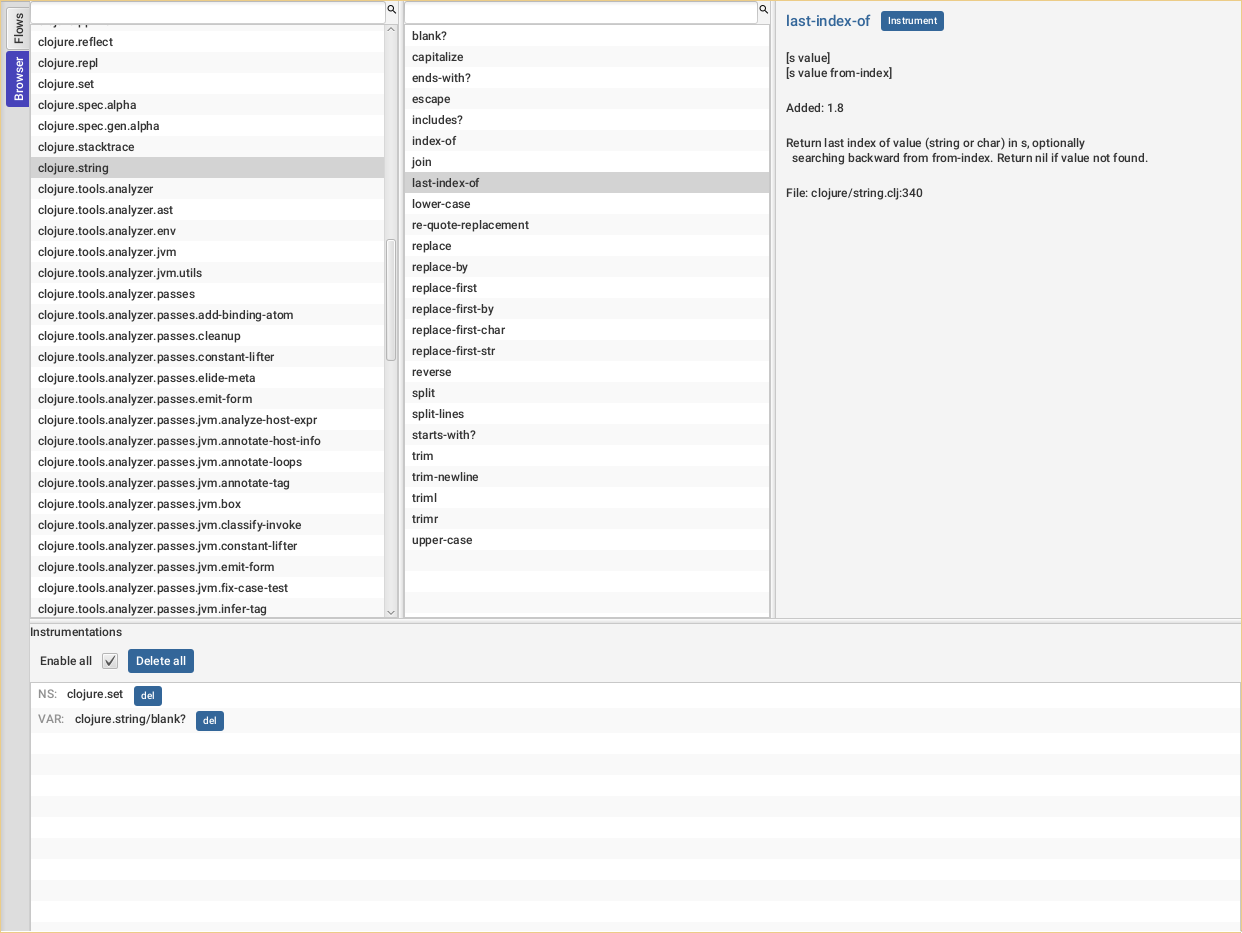 Flows
Browser
clojure.reflect
clojure.repl
clojure.set
clojure.spec.alpha
clojure.spec.gen.alpha
clojure.stacktrace
clojure.string
clojure.tools.analyzer
clojure.tools.analyzer.ast
clojure.tools.analyzer.env
clojure.tools.analyzer.jvm
clojure.tools.analyzer.jvm.utils
clojure.tools.analyzer.passes
clojure.tools.analyzer.passes.add-binding-atom
clojure.tools.analyzer.passes.cleanup
clojure.tools.analyzer.passes.constant-lifter
clojure.tools.analyzer.passes.elide-meta
clojure.tools.analyzer.passes.emit-form
clojure.tools.analyzer.passes.jvm.analyze-host-expr
clojure.tools.analyzer.passes.jvm.annotate-host-info
clojure.tools.analyzer.passes.jvm.annotate-loops
clojure.tools.analyzer.passes.jvm.annotate-tag
clojure.tools.analyzer.passes.jvm.box
clojure.tools.analyzer.passes.jvm.classify-invoke
clojure.tools.analyzer.passes.jvm.constant-lifter
clojure.tools.analyzer.passes.jvm.emit-form
clojure.tools.analyzer.passes.jvm.fix-case-test
clojure.tools.analyzer.passes.jvm.infer-tag
blank?
capitalize
ends-with?
escape
includes?
index-of
join
last-index-of
lower-case
re-quote-replacement
replace
replace-by
replace-first
replace-first-by
replace-first-char
replace-first-str
reverse
split
split-lines
starts-with?
trim
trim-newline
triml
trimr
upper-case
last-index-of Instrument
[s value]
[s value from-index]
Added: 1.8
Return last index of value (string or char) in s, optionally
searching backward from from-index. Return nil if value not found.
File: clojure/string.clj:340
Instrumentations
Enable all Delete all
NS: clojure.set del
VAR: clojure.string/blank? del